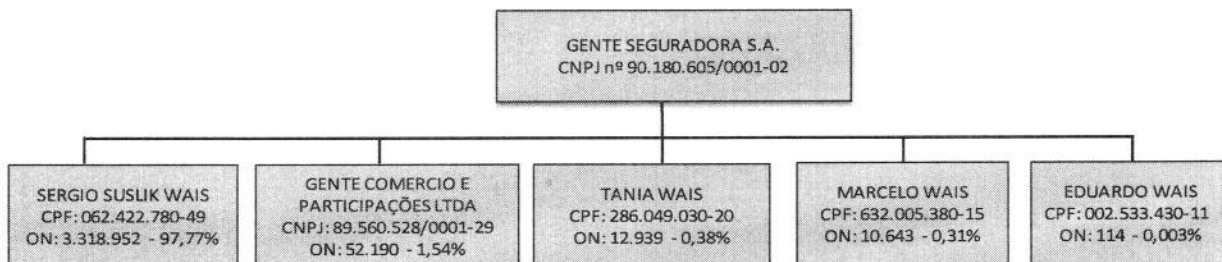 GENTE SEGURADORA S.A.
CNPJ nº 90.180.605/0001-02
SERGIO SUSLIK WAIS
CPF: 062.422.780-49
ON: 3.318.952 - 97,77%
GENTE COMERCIO E
PARTICIPAÇÕES LTDA
CNPJ: 89.560.528/0001-29
ON: 52.190 - 1,54%
TANIA WAIS
CPF: 286.049.030-20
ON: 12.939 - 0,38%
MARCELO WAIS
CPF: 632.005.380-15
ON: 10.643 - 0,31%
EDUARDO WAIS
CPF: 002.533.430-11
ON: 114 - 0,003%